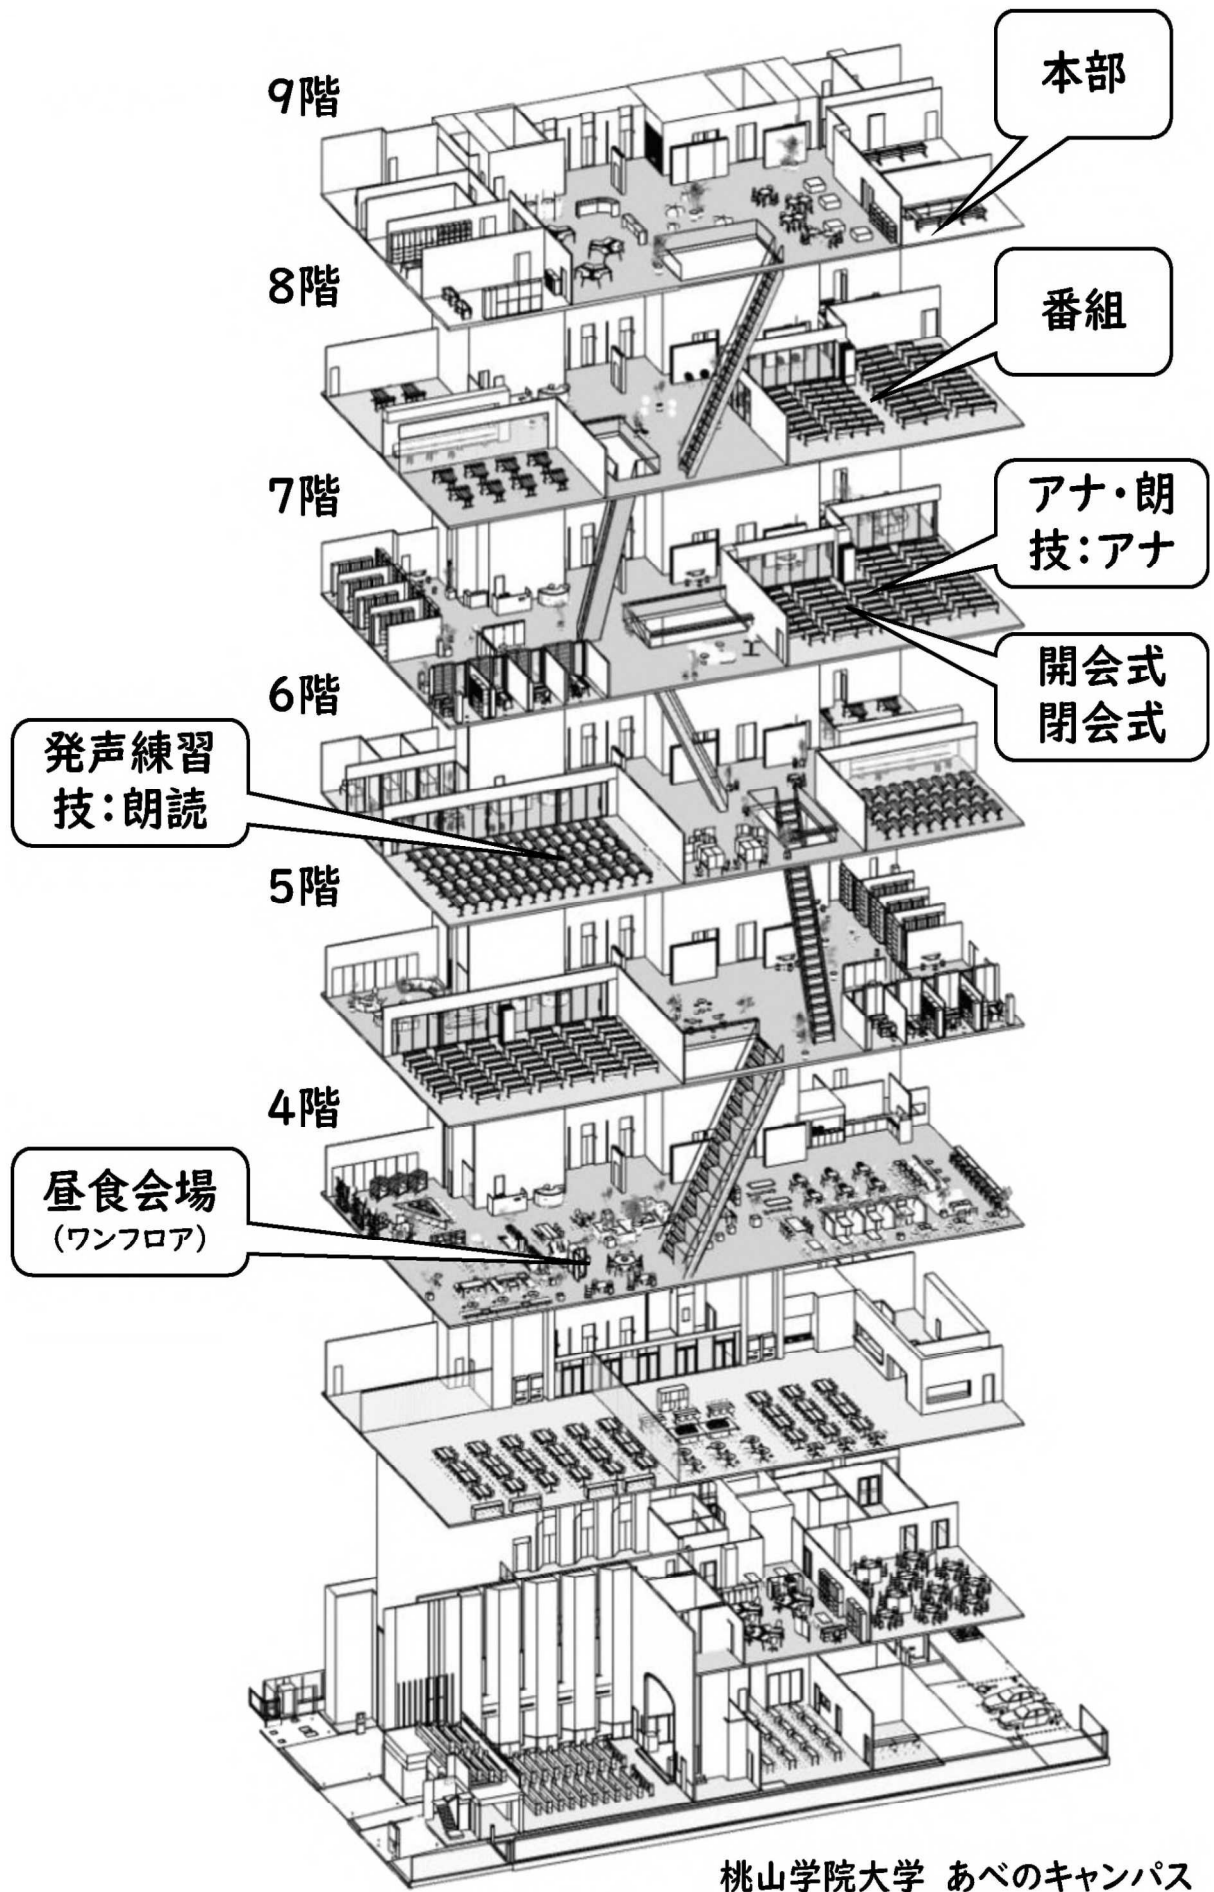 9階
本部
8階
番組
7階
アナ・朗
技：アナ
開会式
閉会式
6階
発声練習
技：朗読
5階
4階
昼食会場
（ワンフロア）
桃山学院大学 あべのキャンパス